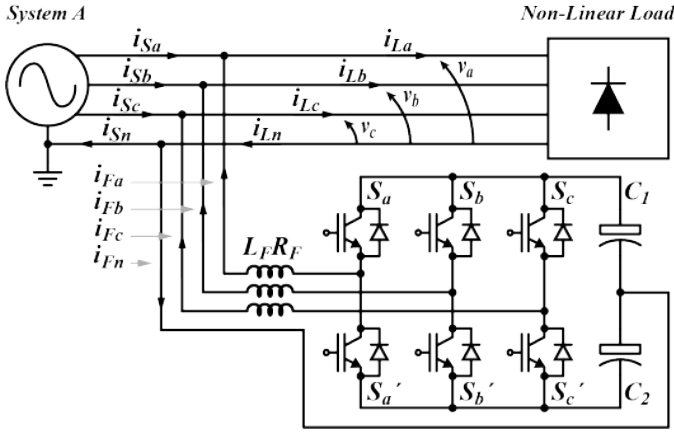 System A Non-Linear Load
iSa iLa
iSb iLb va
iSc iLc vb
iSn iLn vc
iFa
iFb
iFc
iFn
Sa Sb Sc C1
LFRF
Sa´ Sb´ Sc´ C2